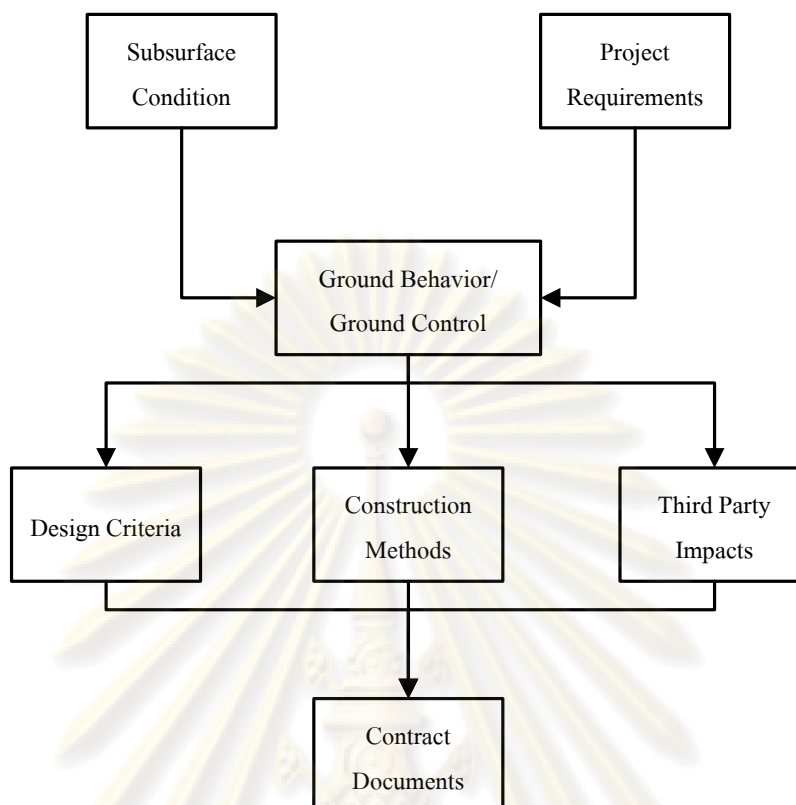 Subsurface
Condition
Project
Requirements
Ground Behavior/
Ground Control
Design Criteria
Construction
Methods
Third Party
Impacts
Contract
Documents